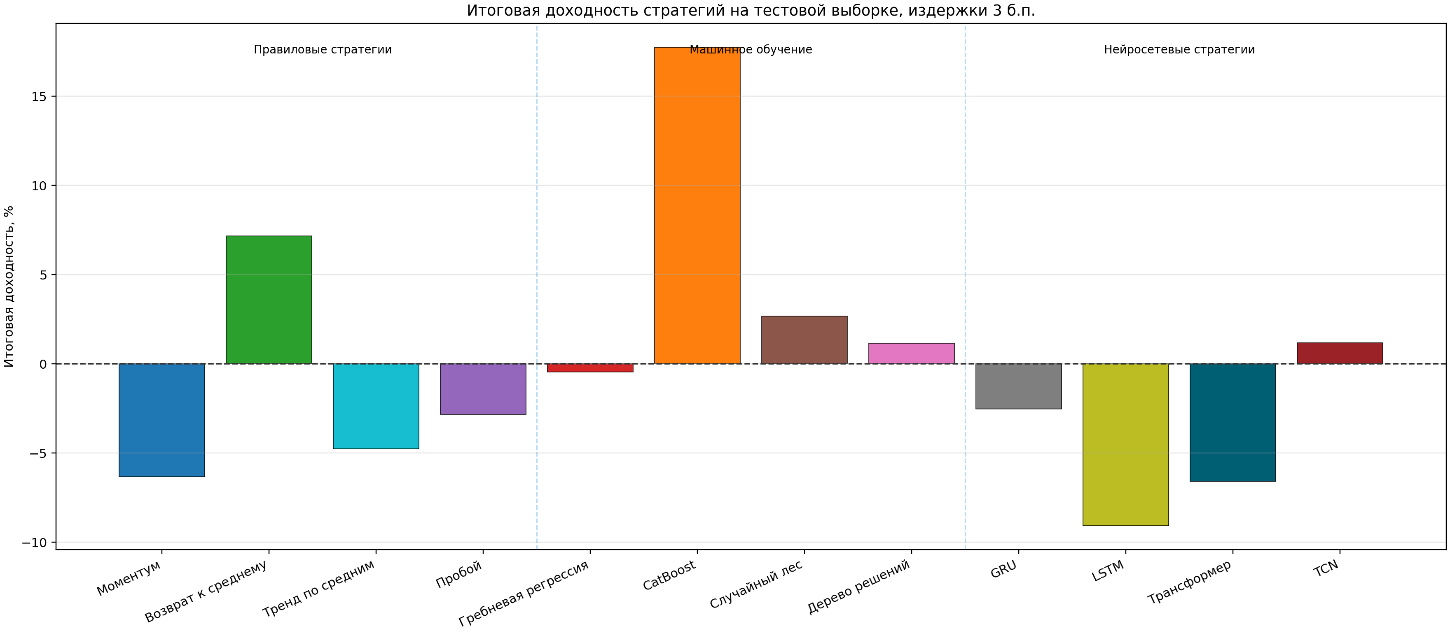 Итоговая доходность стратегий на тестовой выборке, издержки 3 б.п.
Правиловые стратегии
Машинное обучение
Нейросетевые стратегии
Итоговая доходность, %
15
10
5
0
−5
−10
Моментум
Возврат к среднему
Тренд по средним
Пробой
Гребневая регрессия
CatBoost
Случайный лес
Дерево решений
GRU
LSTM
Трансформер
TCN